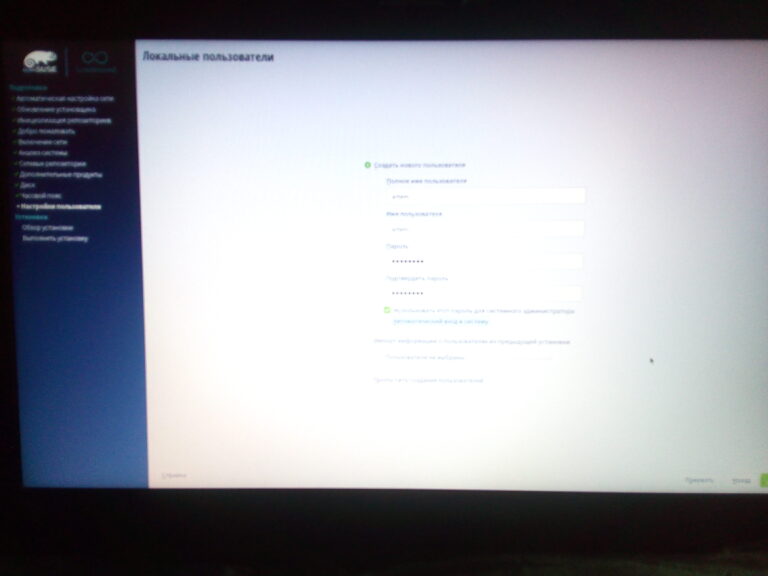 Локальные пользователи
Подготовка
Автоматическая настройка сети
Обновление установщика
Инициализация репозиториев
Добро пожаловать
Включение сети
Анализ системы
Сетевые репозитории
Дополнительные продукты
Диск
Часовой пояс
Настройки пользователя
Установка
Обзор установки
Выполнить установку
Создать нового пользователя
Полное имя пользователя
Имя пользователя
Пароль
••••••••
Подтвердить пароль
••••••••
Использовать этот пароль для системного администратора
Автоматический вход в систему
Импорт информации о пользователях из предыдущей установки
Пользователи не выбраны
Пропустить создание пользователей
Справка
Прервать
Назад